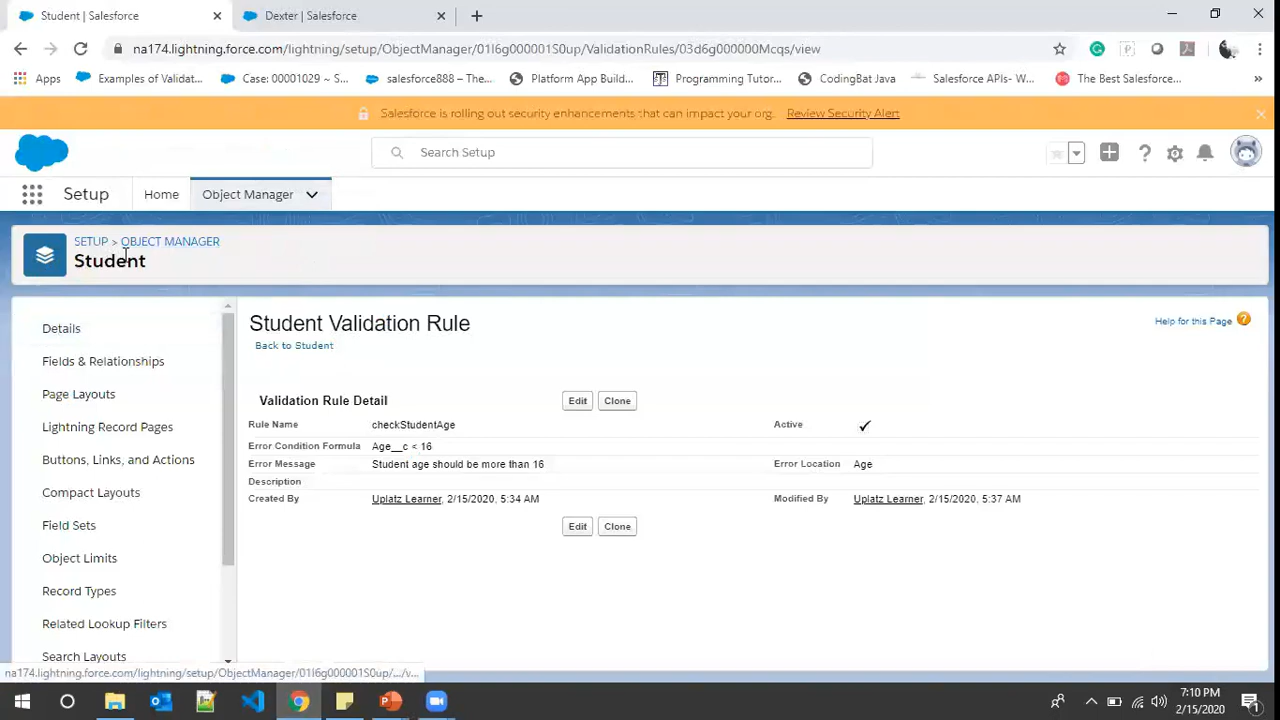 Student | Salesforce
Dexter | Salesforce
na174.lightning.force.com/lightning/setup/ObjectManager/01I6g000001S0up/ValidationRules/03d6g000000Mcqs/view
Apps
Examples of Validat...
Case: 00001029 ~ S...
salesforce888 – The...
Platform App Build...
Programming Tutor...
CodingBat Java
Salesforce APIs- W...
The Best Salesforce...
»
Salesforce is rolling out security enhancements that can impact your org. Review Security Alert
Search Setup
Setup
Home
Object Manager
SETUP > OBJECT MANAGER
Student
Details
Fields & Relationships
Page Layouts
Lightning Record Pages
Buttons, Links, and Actions
Compact Layouts
Field Sets
Object Limits
Record Types
Related Lookup Filters
Search Layouts
Student Validation Rule
Help for this Page
Back to Student
Validation Rule Detail
Edit
Clone
Rule Name checkStudentAge Active
Error Condition Formula Age__c < 16
Error Message Student age should be more than 16 Error Location Age
Description
Created By Uplatz Learner, 2/15/2020, 5:34 AM Modified By Uplatz Learner, 2/15/2020, 5:37 AM
Edit
Clone
na174.lightning.force.com/lightning/setup/ObjectManager/01I6g000001S0up/.../v...
7:10 PM
2/15/2020
1